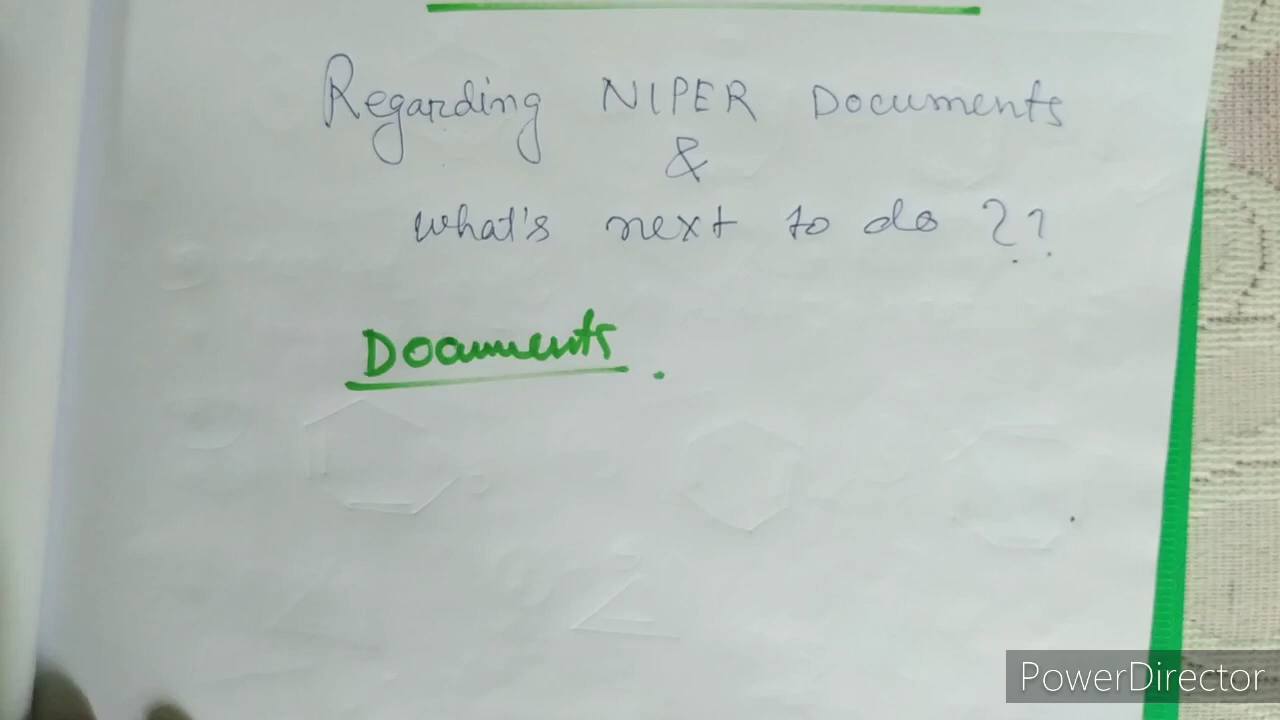 Regarding NIPER Documents
&
what's next to do ??
Documents.
PowerDirector